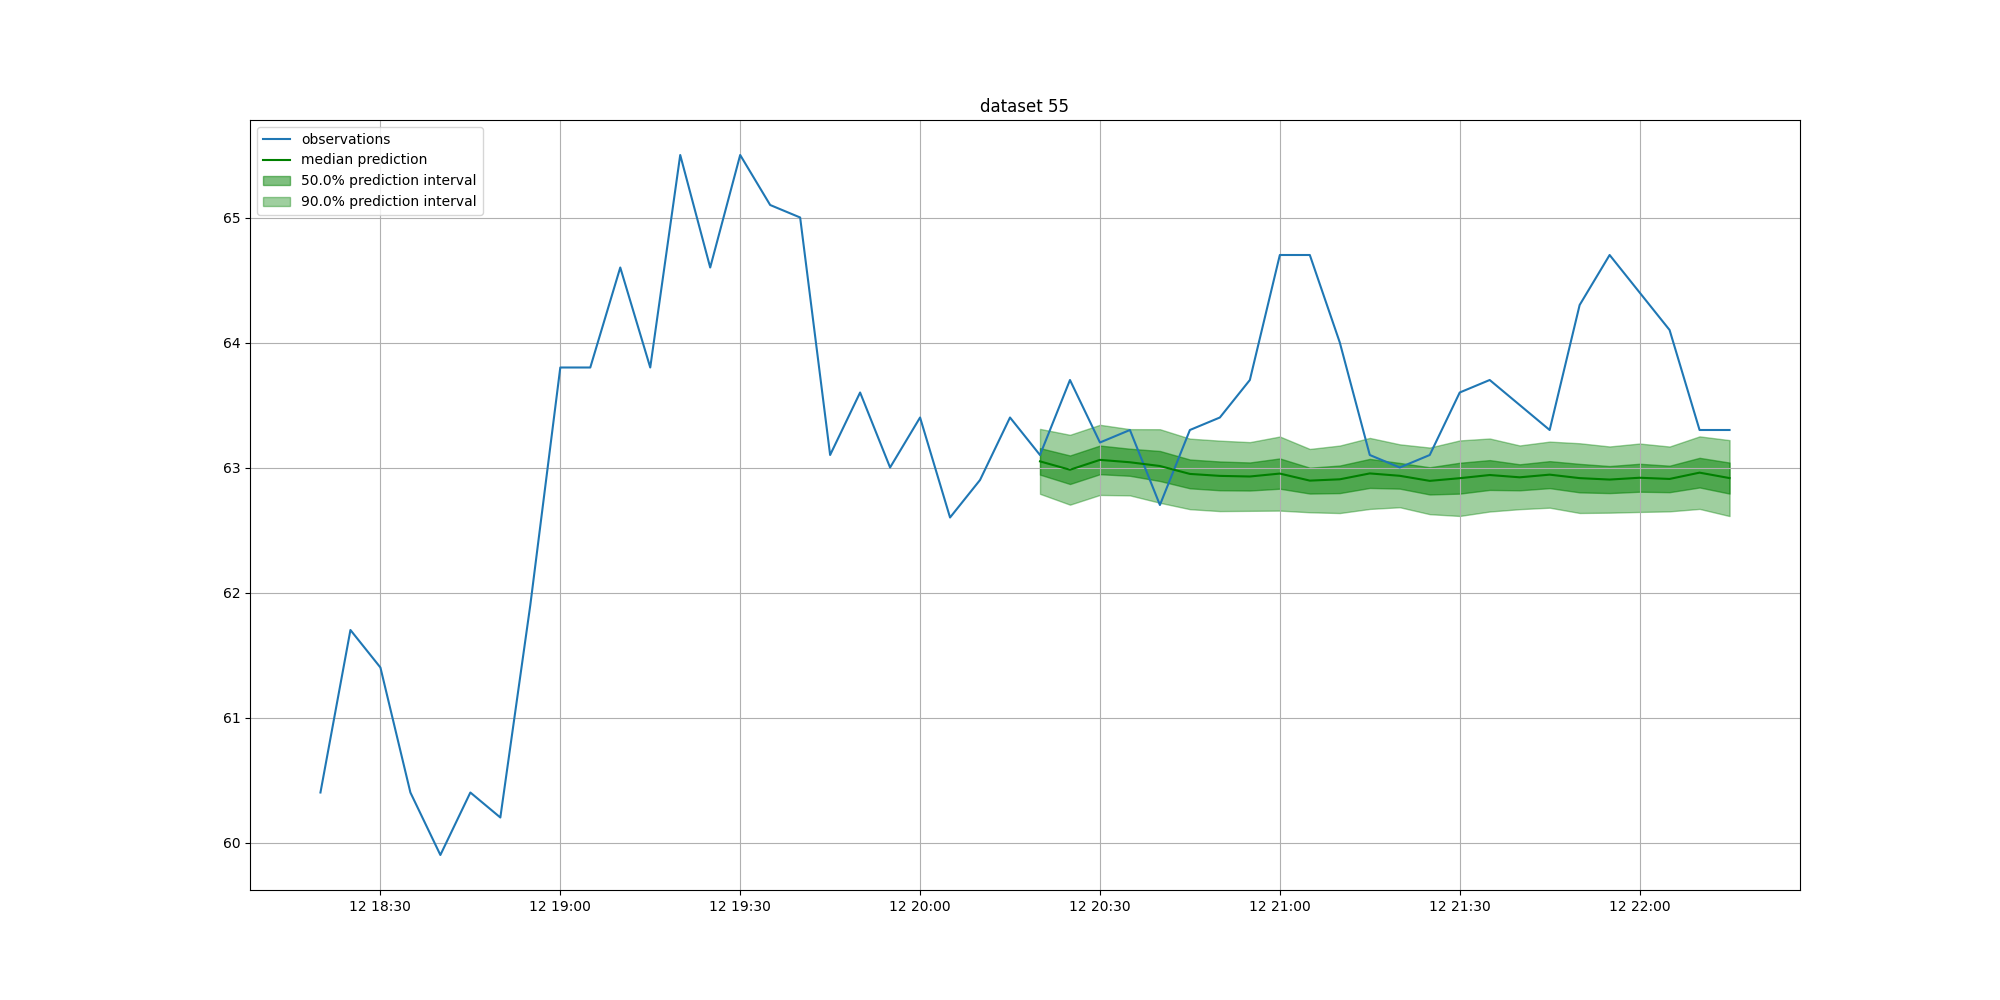 dataset 55
observations
median prediction
50.0% prediction interval
90.0% prediction interval
65
64
63
62
61
60
12 18:30 12 19:00 12 19:30 12 20:00 12 20:30 12 21:00 12 21:30 12 22:00